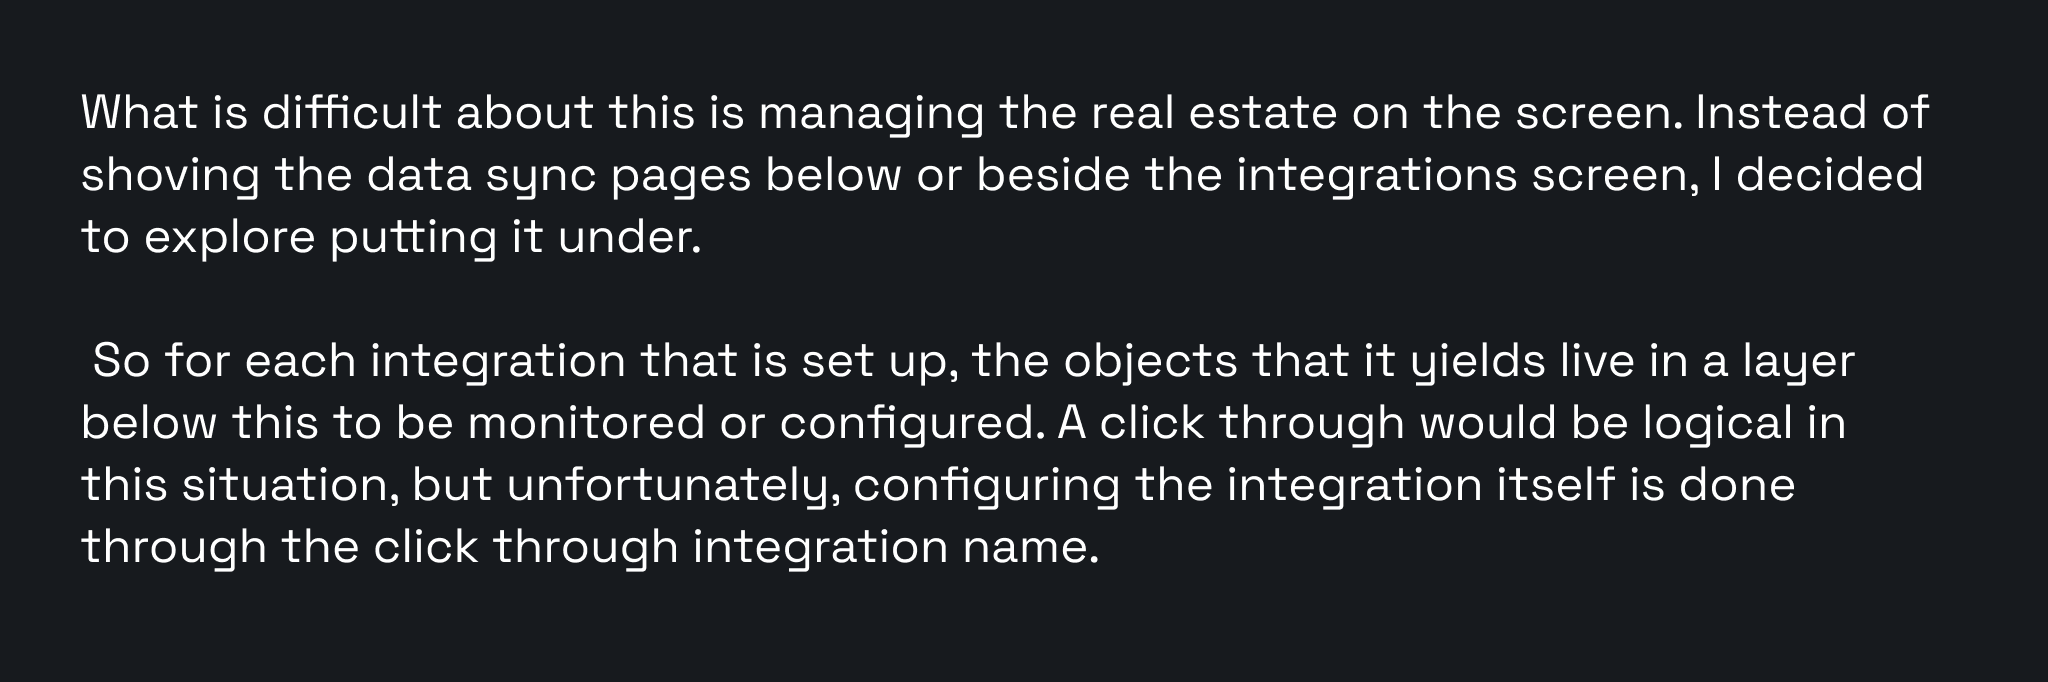 What is difficult about this is managing the real estate on the screen. Instead of
shoving the data sync pages below or beside the integrations screen, I decided
to explore putting it under.
So for each integration that is set up, the objects that it yields live in a layer
below this to be monitored or configured. A click through would be logical in
this situation, but unfortunately, configuring the integration itself is done
through the click through integration name.